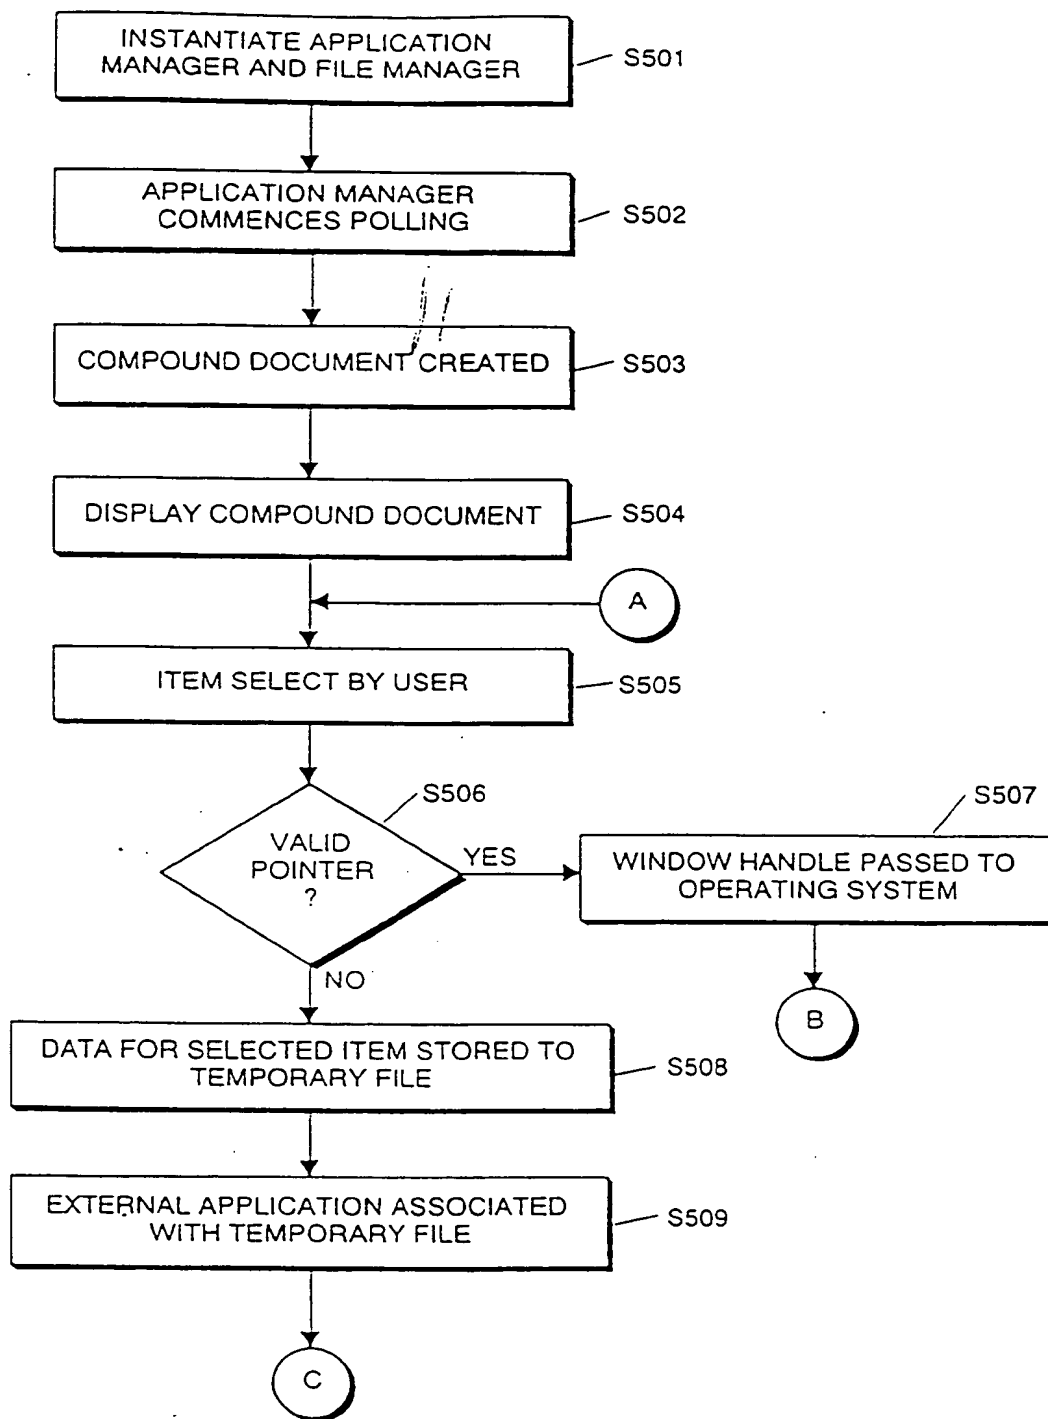 INSTANTIATE APPLICATION
MANAGER AND FILE MANAGER
S501
APPLICATION MANAGER
COMMENCES POLLING
S502
COMPOUND DOCUMENT CREATED
S503
DISPLAY COMPOUND DOCUMENT
S504
A
ITEM SELECT BY USER
S505
S506
VALID
POINTER
?
YES
S507
WINDOW HANDLE PASSED TO
OPERATING SYSTEM
B
NO
DATA FOR SELECTED ITEM STORED TO
TEMPORARY FILE
S508
EXTERNAL APPLICATION ASSOCIATED
WITH TEMPORARY FILE
S509
C